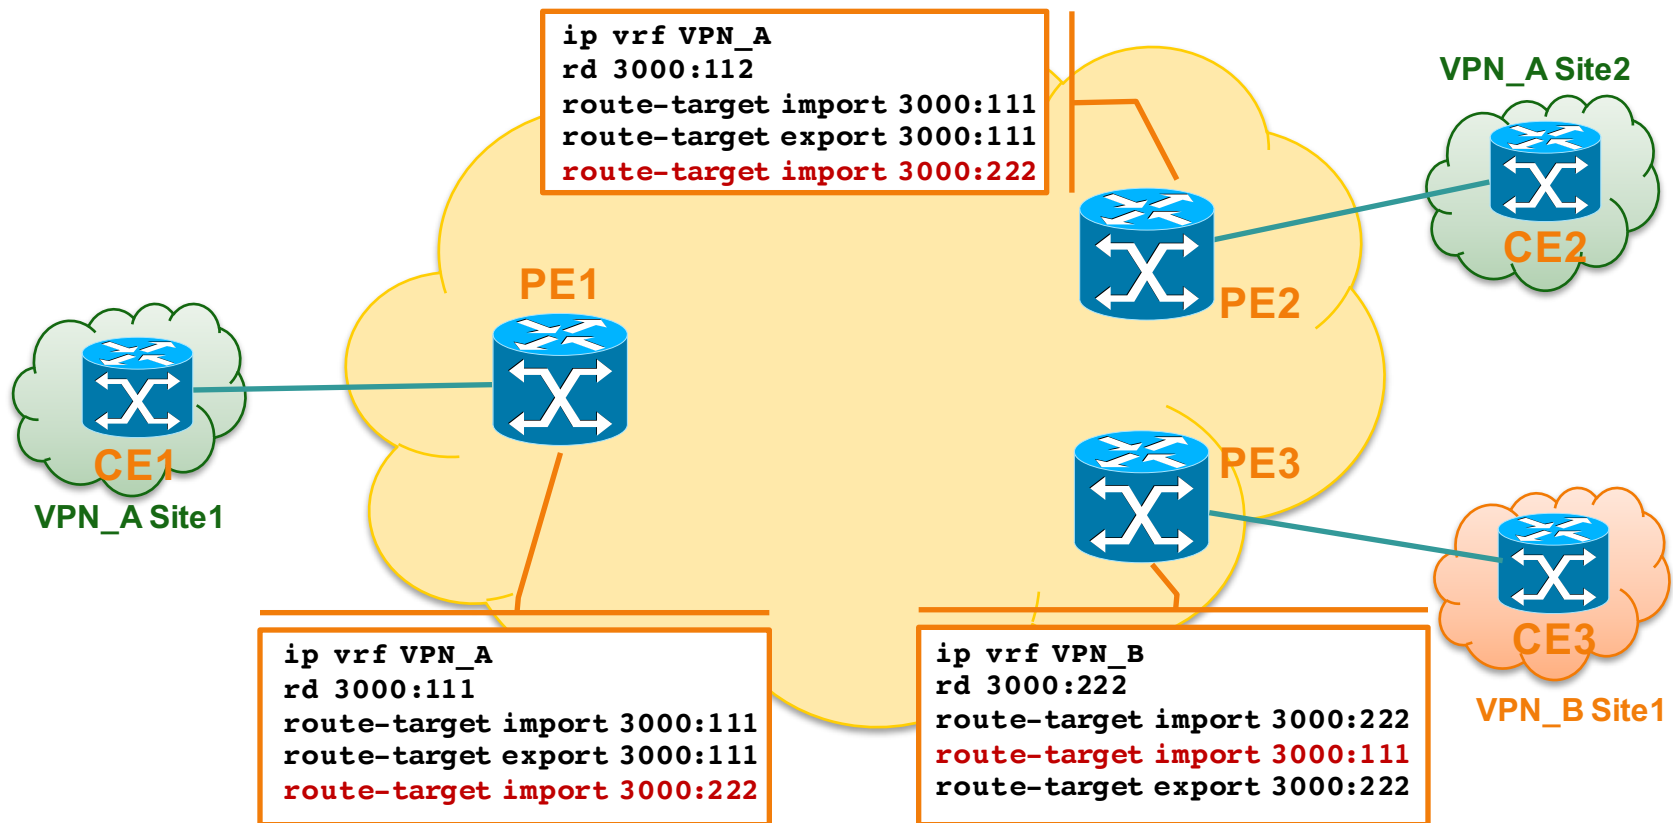 ip vrf VPN_A
rd 3000:112
route-target import 3000:111
route-target export 3000:111
route-target import 3000:222
VPN_A Site2
CE2
PE2
PE1
CE1
VPN_A Site1
PE3
CE3
VPN_B Site1
ip vrf VPN_A
rd 3000:111
route-target import 3000:111
route-target export 3000:111
route-target import 3000:222
ip vrf VPN_B
rd 3000:222
route-target import 3000:222
route-target import 3000:111
route-target export 3000:222